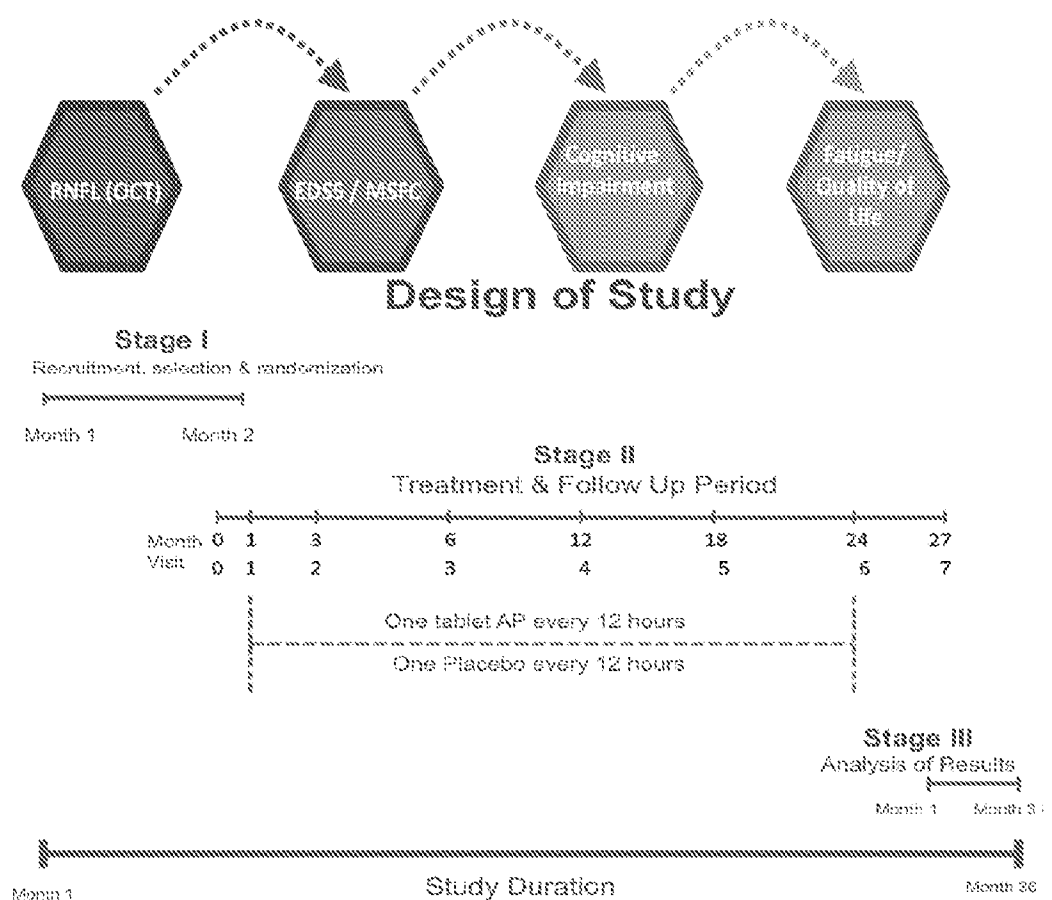 RNFL (OCT)
EDSS / MSFC
Cognitive
Impairment
Fatigue/
Quality of
Life
Design of Study
Stage I
Recruitment, selection & randomization
Month 1 Month 2
Stage II
Treatment & Follow Up Period
Month 0 1 3 6 12 18 24 27
Visit 0 1 2 3 4 5 6 7
One tablet AP every 12 hours
One Placebo every 12 hours
Stage III
Analysis of Results
Month 1 Month 3
Month 1 Study Duration Month 36